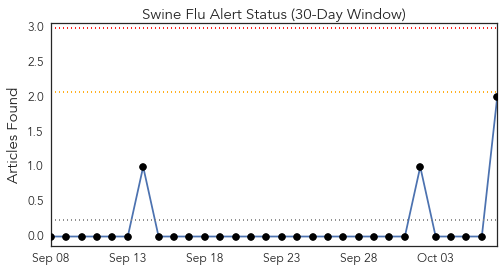 Swine Flu Alert Status (30-Day Window)
Articles Found
3.0
2.5
2.0
1.5
1.0
0.5
0.0
Sep 08 Sep 13 Sep 18 Sep 23 Sep 28 Oct 03